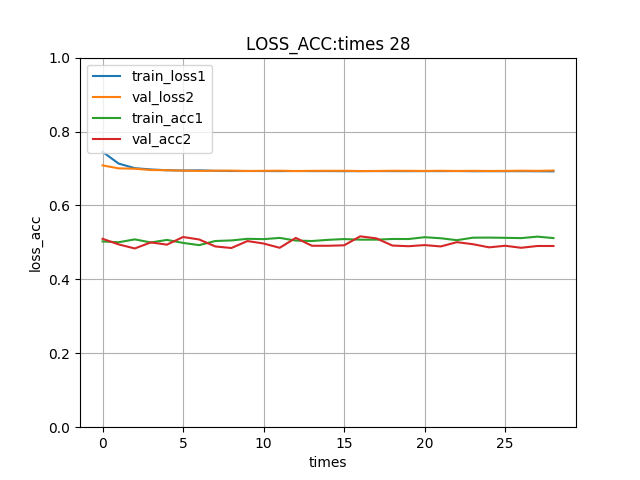 LOSS_ACC:times 28
1.0
0.8
0.6
0.4
0.2
0.0
loss_acc
train_loss1
val_loss2
train_acc1
val_acc2
0 5 10 15 20 25
times